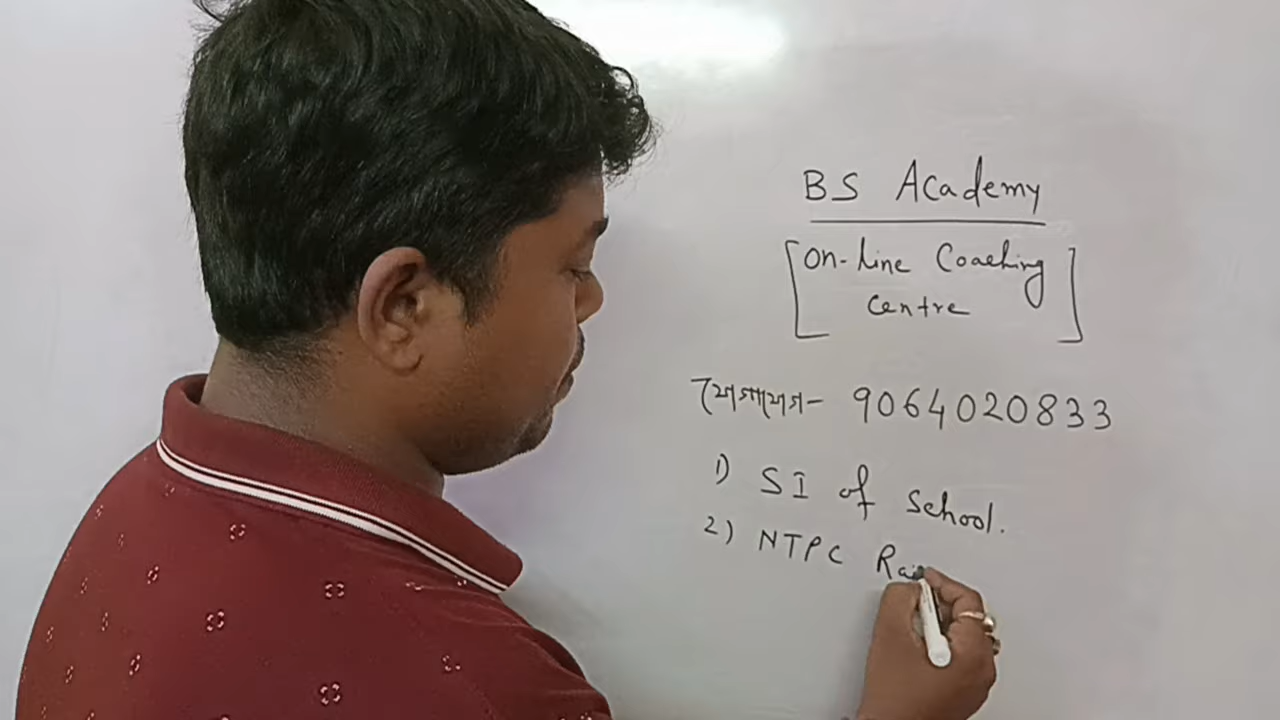 BS Academy
[On-line Coaching
Centre]
যোগাযোগ- 9064020833
1) SI of School.
2) NTPC Rai